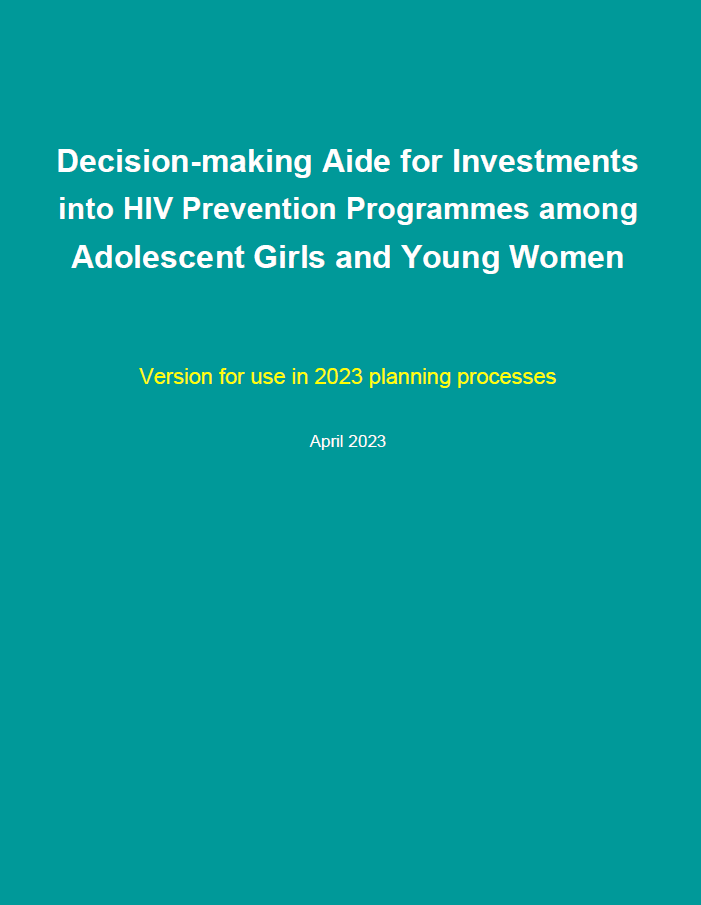 Decision-making Aide for Investments
into HIV Prevention Programmes among
Adolescent Girls and Young Women
Version for use in 2023 planning processes
April 2023